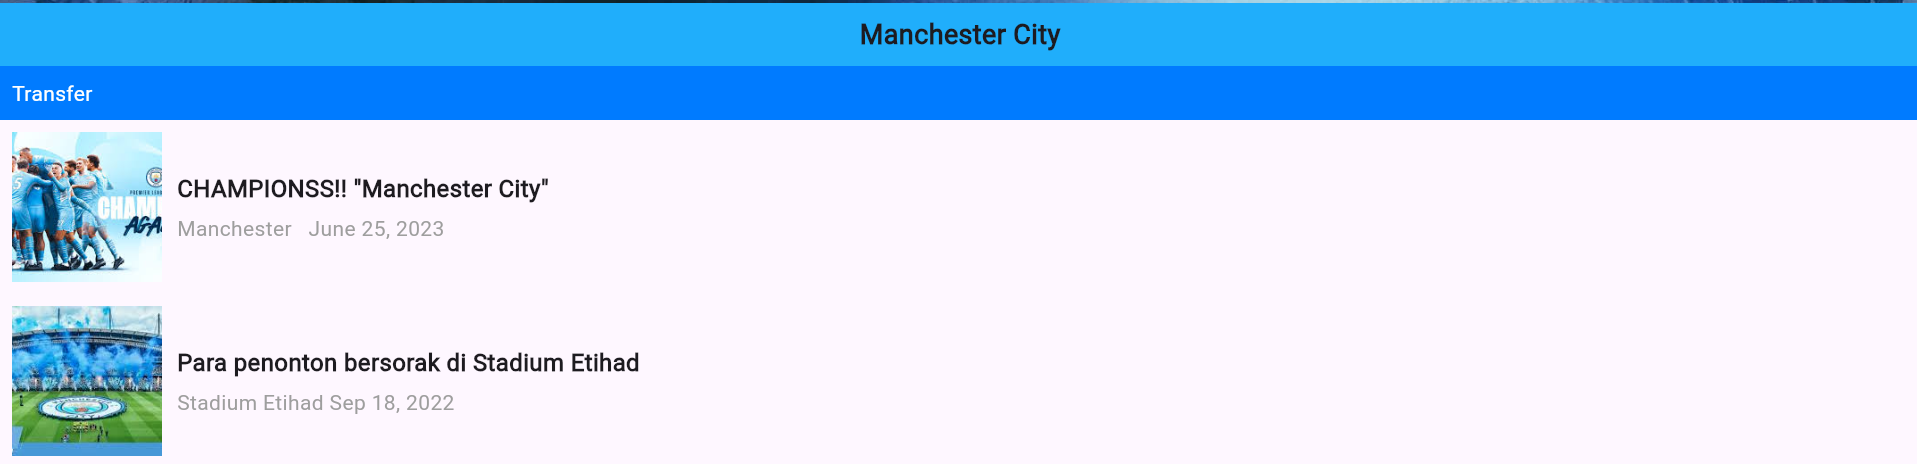 Manchester City
Transfer
CHAMPIONSS!! "Manchester City"
Manchester June 25, 2023
Para penonton bersorak di Stadium Etihad
Stadium Etihad Sep 18, 2022